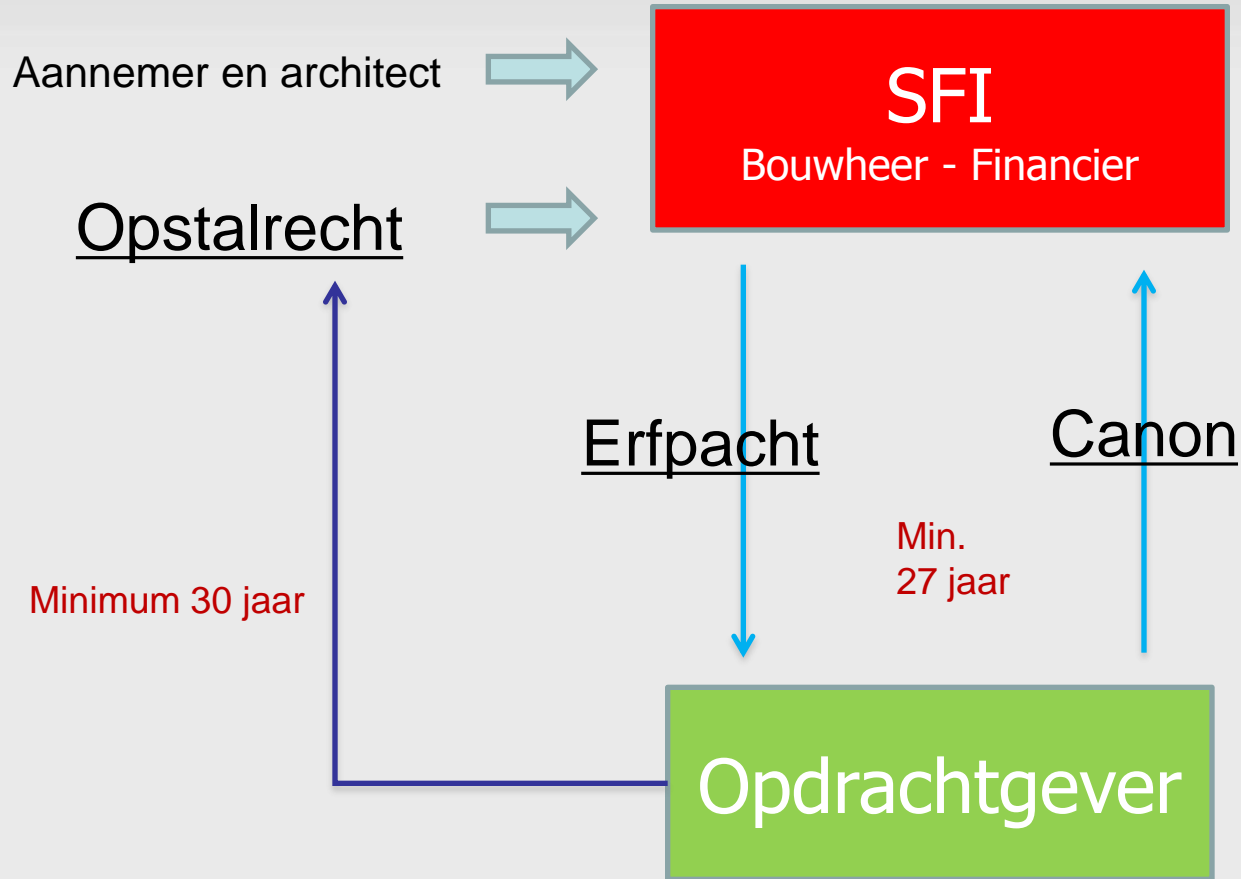 Aannemer en architect
SFI
Bouwheer - Financier
Opstalrecht
Erfpacht
Canon
Min.
27 jaar
Minimum 30 jaar
Opdrachtgever